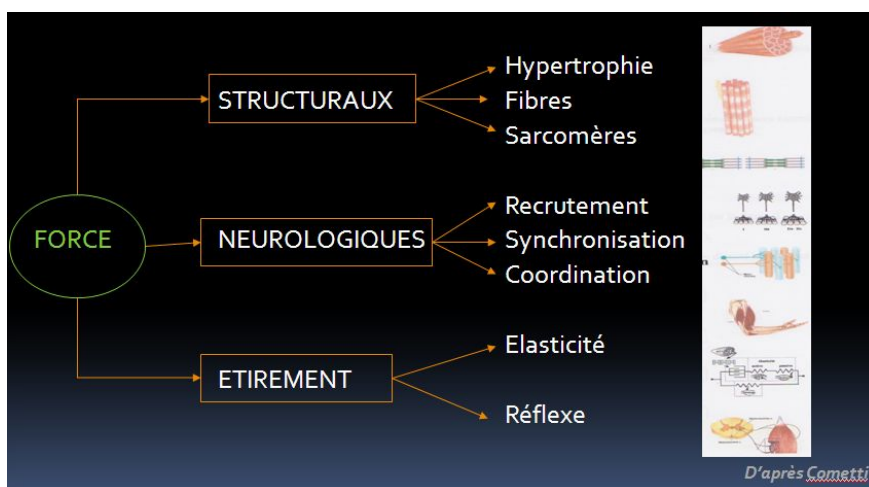 STRUCTURAUX
Hypertrophie
Fibres
Sarcomères
FORCE
NEUROLOGIQUES
Recrutement
Synchronisation
Coordination
ETIREMENT
Elasticité
Réflexe
D'après Cometti